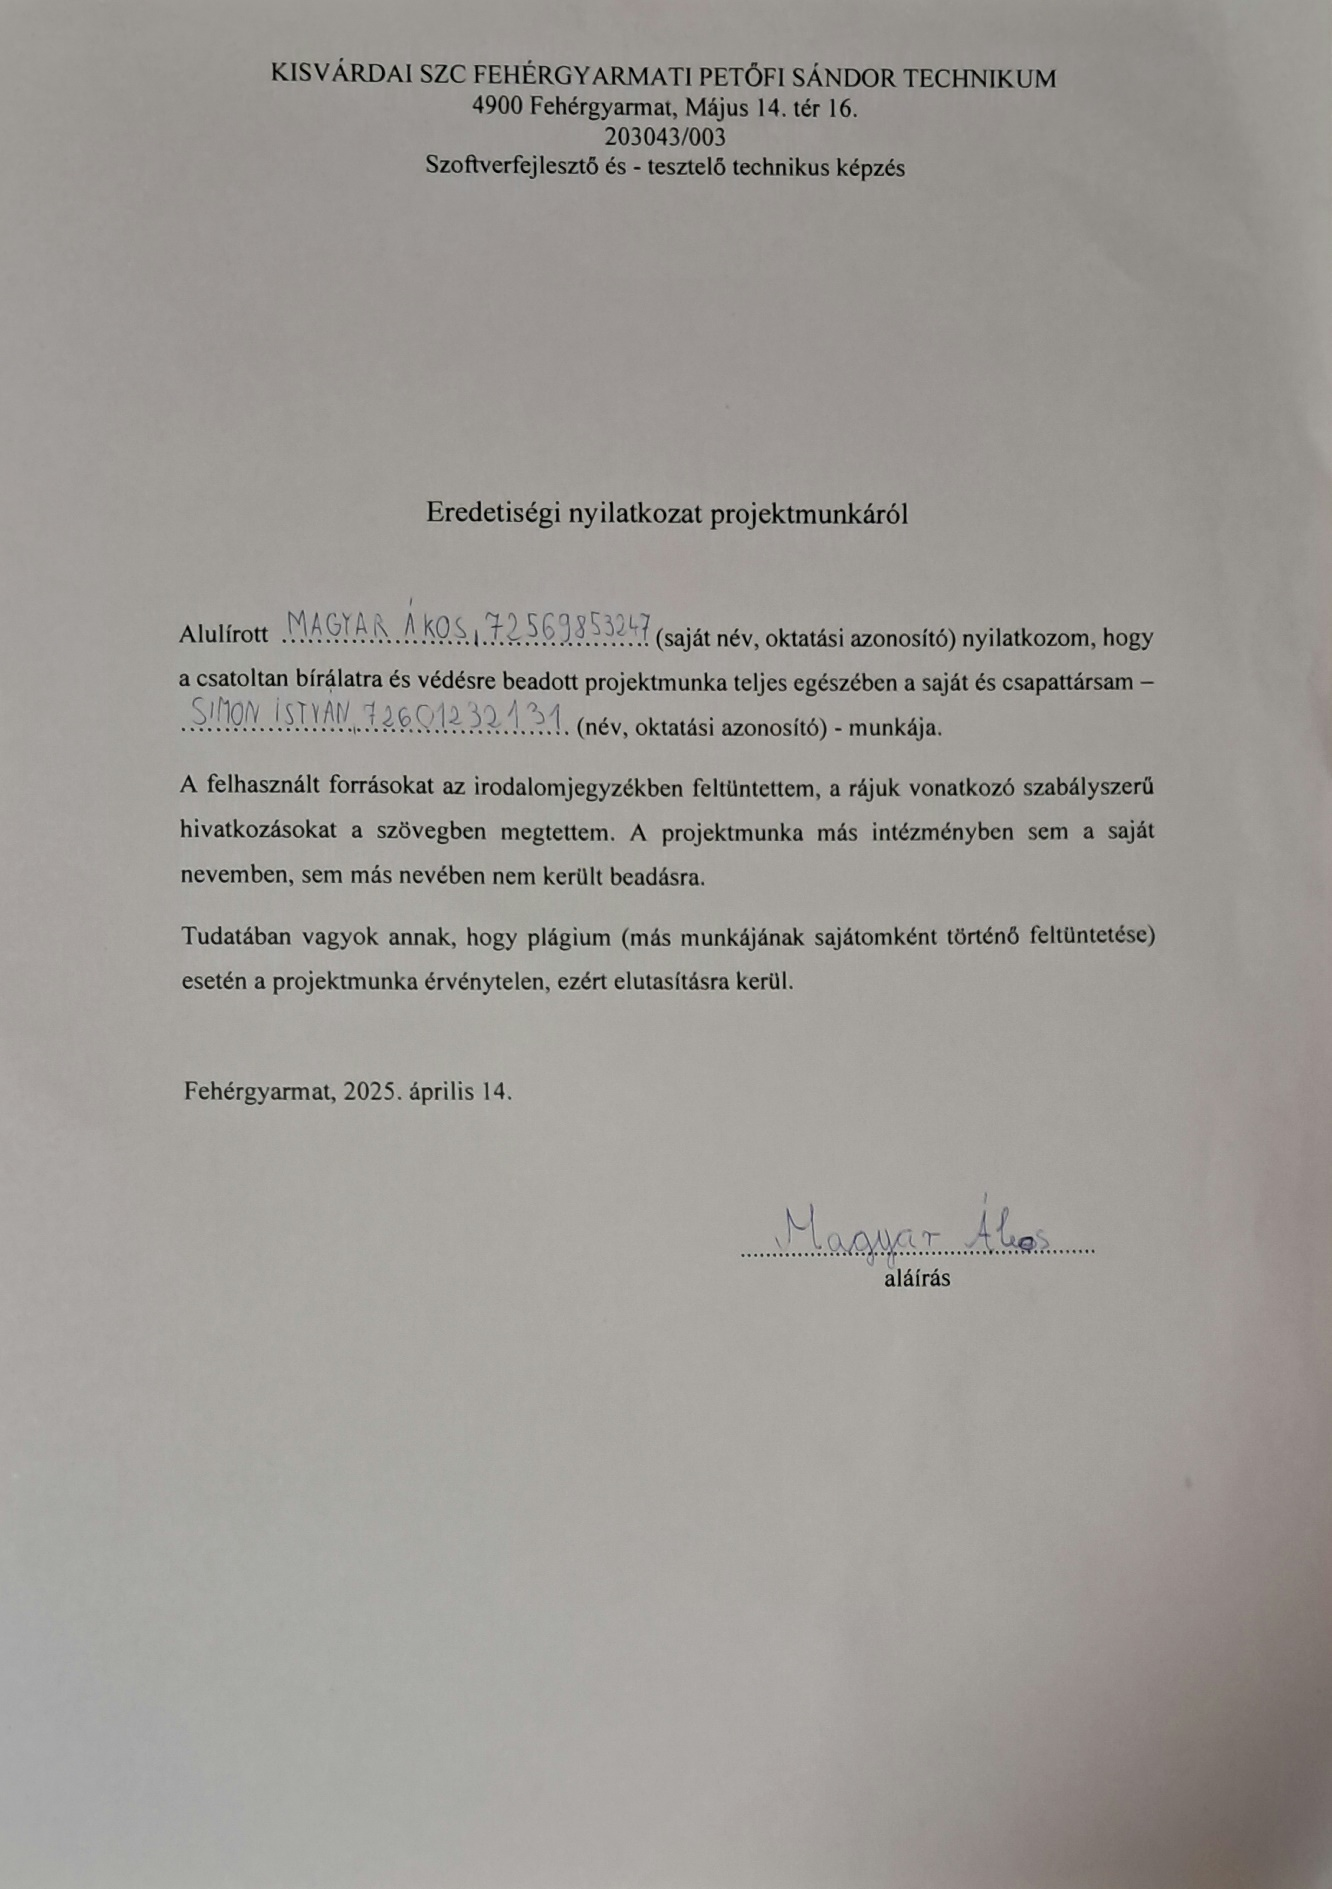 KISVÁRDAI SZC FEHÉRGYARMATI PETŐFI SÁNDOR TECHNIKUM
4900 Fehérgyarmat, Május 14. tér 16.
203043/003
Szoftverfejlesztő és - tesztelő technikus képzés
Eredetiségi nyilatkozat projektmunkáról
Alulírott MAGYAR ÁKOS, 72569853247 (saját név, oktatási azonosító) nyilatkozom, hogy
a csatoltan bírálatra és védésre beadott projektmunka teljes egészében a saját és csapattársam –
SIMON ISTVÁN, 72601232131 (név, oktatási azonosító) - munkája.
A felhasznált forrásokat az irodalomjegyzékben feltüntettem, a rájuk vonatkozó szabályszerű
hivatkozásokat a szövegben megtettem. A projektmunka más intézményben sem a saját
nevemben, sem más nevében nem került beadásra.
Tudatában vagyok annak, hogy plágium (más munkájának sajátomként történő feltüntetése)
esetén a projektmunka érvénytelen, ezért elutasításra kerül.
Fehérgyarmat, 2025. április 14.
Magyar Ákos
aláírás